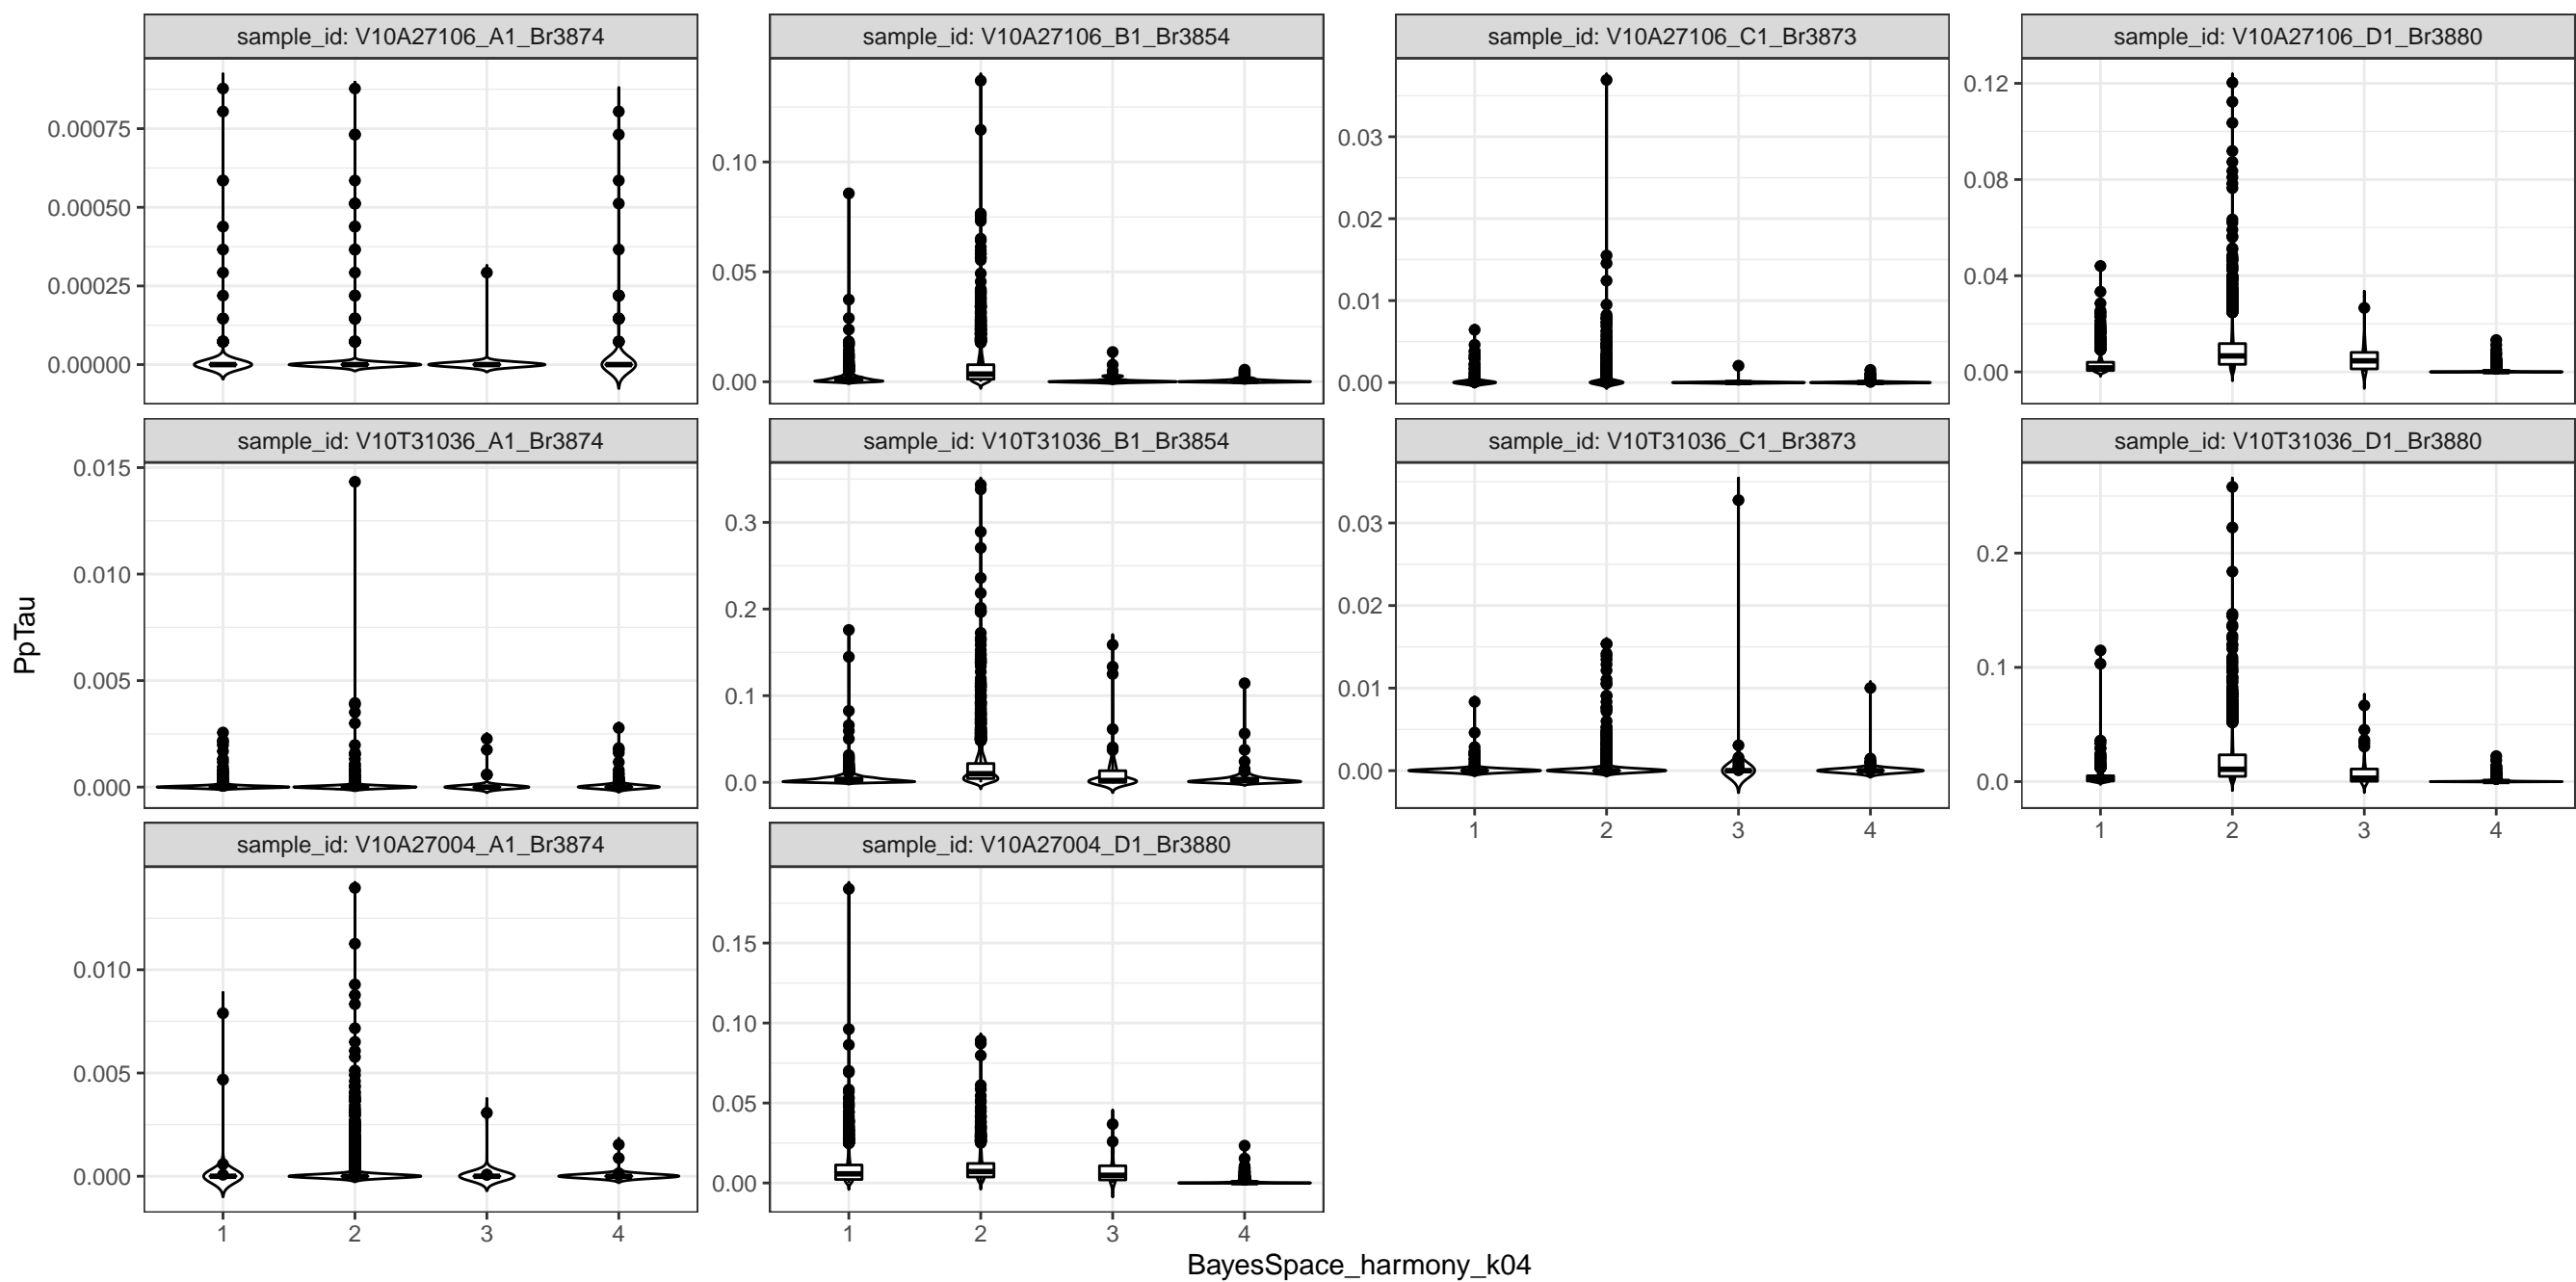 sample_id: V10A27106_A1_Br3874
sample_id: V10A27106_B1_Br3854
sample_id: V10A27106_C1_Br3873
sample_id: V10A27106_D1_Br3880
0.00075
0.00050
0.00025
0.00000
0.10
0.05
0.00
0.03
0.02
0.01
0.00
0.12
0.08
0.04
0.00
sample_id: V10T31036_A1_Br3874
sample_id: V10T31036_B1_Br3854
sample_id: V10T31036_C1_Br3873
sample_id: V10T31036_D1_Br3880
0.015
0.010
0.005
0.000
0.3
0.2
0.1
0.0
0.03
0.02
0.01
0.00
0.2
0.1
0.0
1 2 3 4
1 2 3 4
PpTau
sample_id: V10A27004_A1_Br3874
sample_id: V10A27004_D1_Br3880
0.010
0.005
0.000
0.15
0.10
0.05
0.00
1 2 3 4
1 2 3 4
BayesSpace_harmony_k04